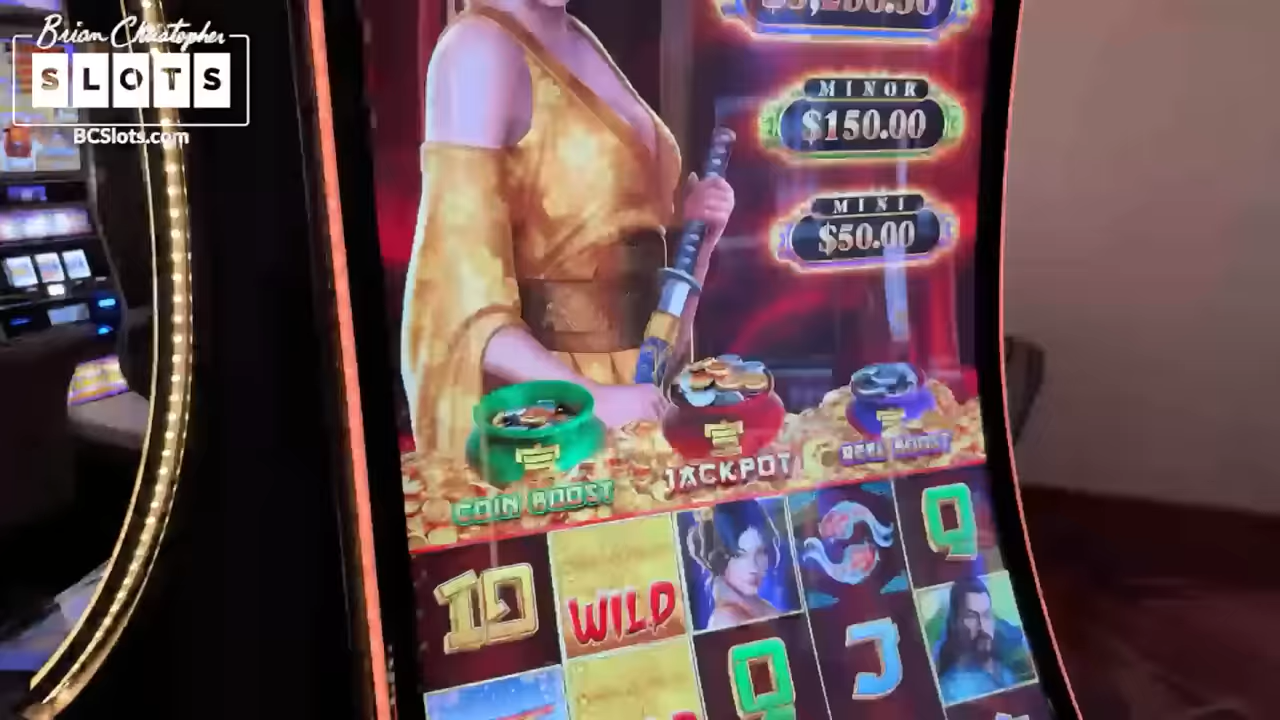 Brian Christopher
SLOTS
BCSlots.com
MINOR
$150.00
MINI
$50.00
COIN BOOST
JACKPOT
REEL BOOST
10
WILD
Q
Q
J